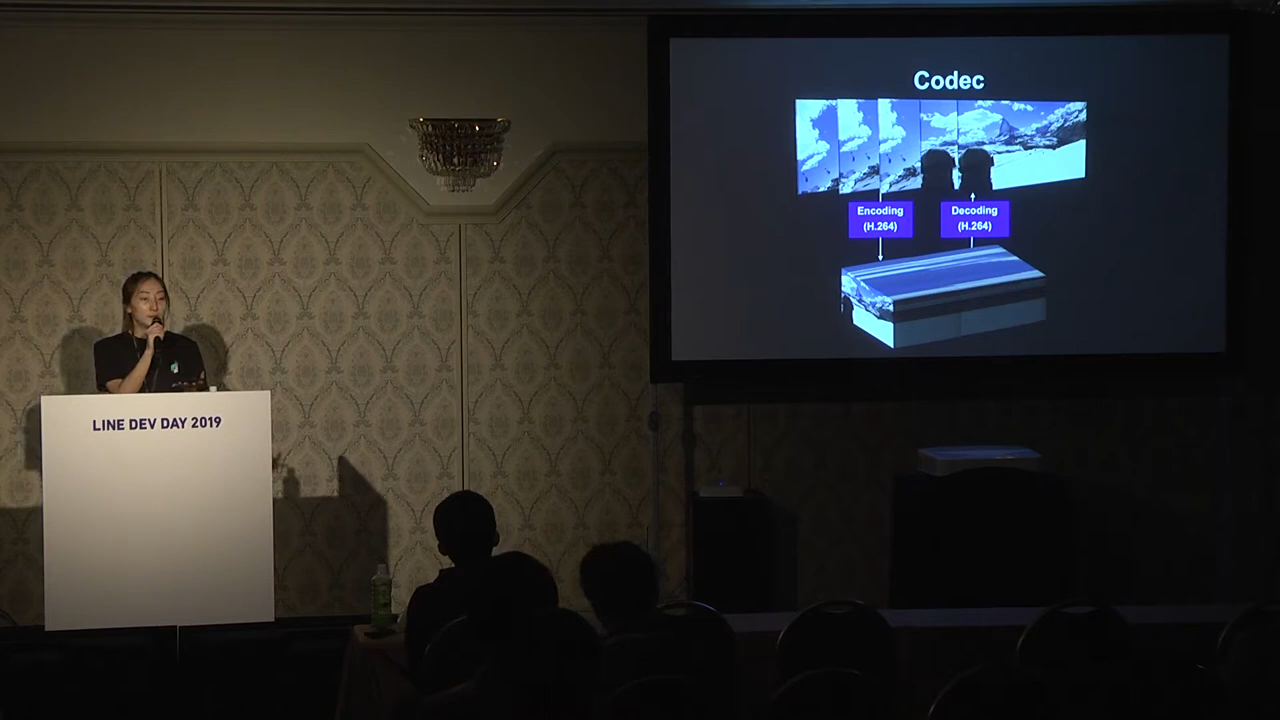 Codec
Encoding
(H.264)
Decoding
(H.264)
LINE DEV DAY 2019